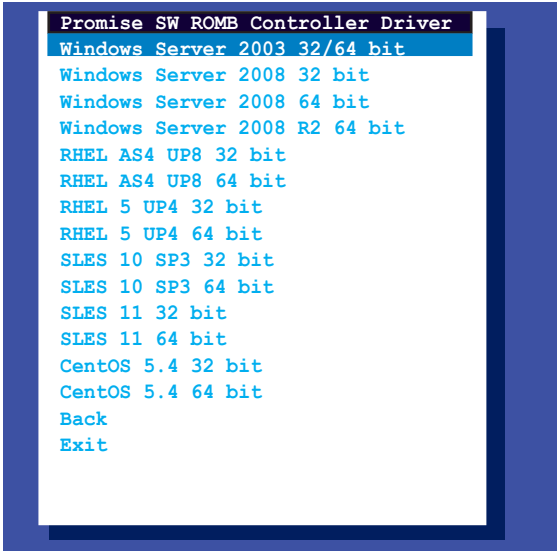 Promise SW ROMB Controller Driver
Windows Server 2003 32/64 bit
Windows Server 2008 32 bit
Windows Server 2008 64 bit
Windows Server 2008 R2 64 bit
RHEL AS4 UP8 32 bit
RHEL AS4 UP8 64 bit
RHEL 5 UP4 32 bit
RHEL 5 UP4 64 bit
SLES 10 SP3 32 bit
SLES 10 SP3 64 bit
SLES 11 32 bit
SLES 11 64 bit
CentOS 5.4 32 bit
CentOS 5.4 64 bit
Back
Exit